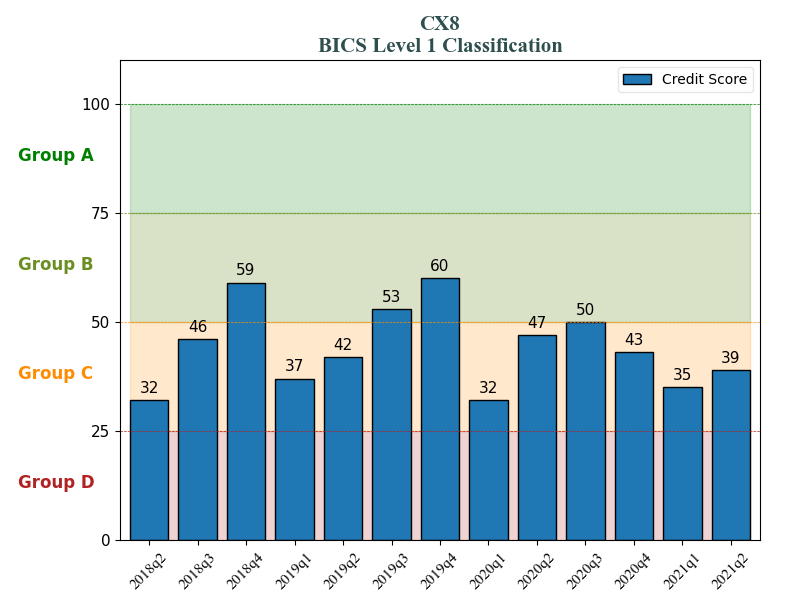 CX8
BICS Level 1 Classification
Credit Score
100
Group A
75
Group B
50
Group C
25
Group D
0
32
46
59
37
42
53
60
32
47
50
43
35
39
2018q2
2018q3
2018q4
2019q1
2019q2
2019q3
2019q4
2020q1
2020q2
2020q3
2020q4
2021q1
2021q2